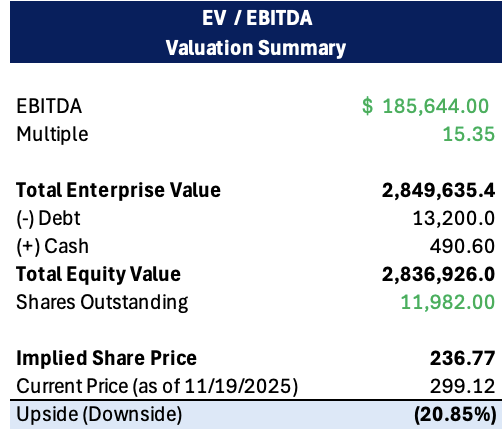 EV / EBITDA
Valuation Summary
EBITDA $ 185,644.00
Multiple 15.35
Total Enterprise Value 2,849,635.4
(-) Debt 13,200.0
(+) Cash 490.60
Total Equity Value 2,836,926.0
Shares Outstanding 11,982.00
Implied Share Price 236.77
Current Price (as of 11/19/2025) 299.12
Upside (Downside) (20.85%)